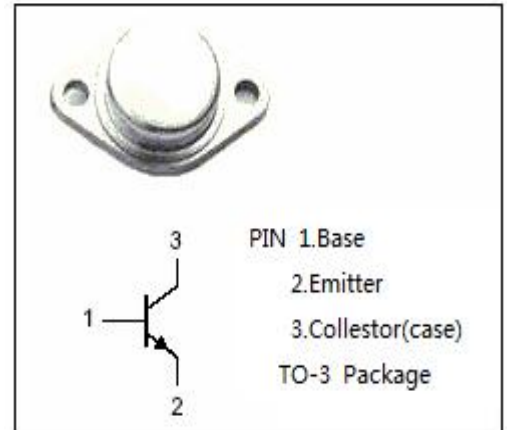 3
PIN 1.Base
2.Emitter
1
3.Collestor(case)
TO-3 Package
2